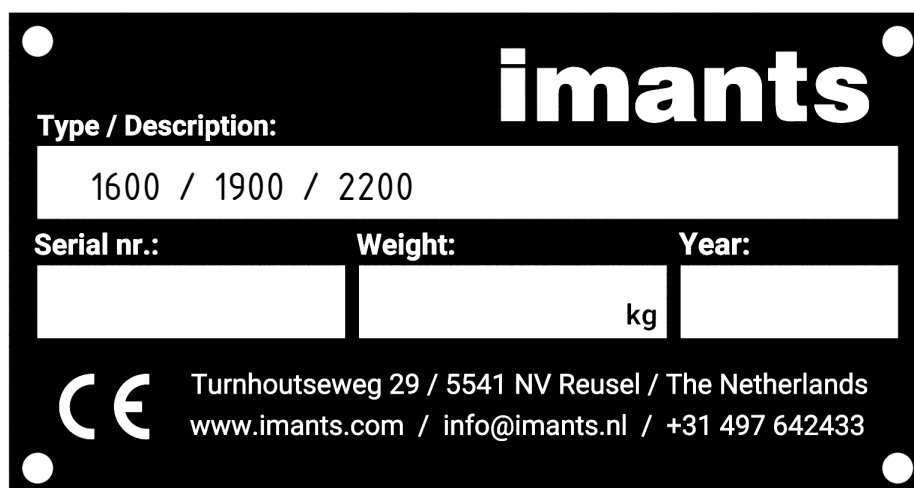 imants
Type / Description:
1600 / 1900 / 2200
Serial nr.: Weight: Year:
kg
CE Turnhoutseweg 29 / 5541 NV Reusel / The Netherlands
www.imants.com / info@imants.nl / +31 497 642433